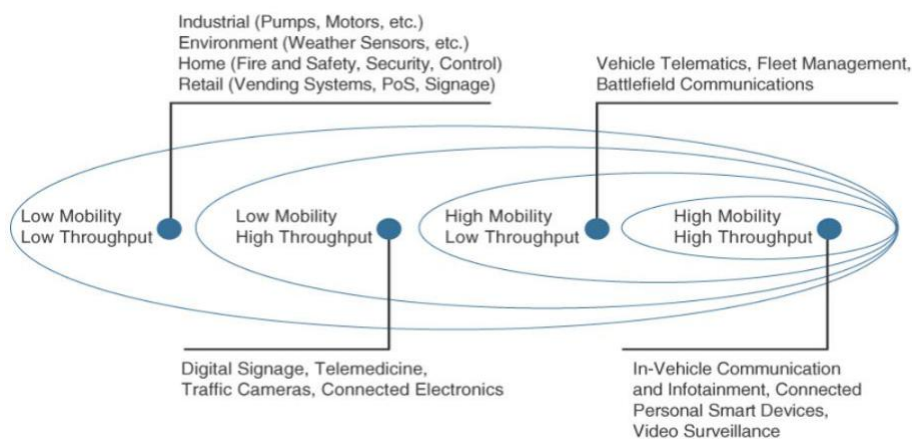 Industrial (Pumps, Motors, etc.)
Environment (Weather Sensors, etc.)
Home (Fire and Safety, Security, Control)
Retail (Vending Systems, PoS, Signage)
Vehicle Telematics, Fleet Management,
Battlefield Communications
Low Mobility
Low Throughput
Low Mobility
High Throughput
High Mobility
Low Throughput
High Mobility
High Throughput
Digital Signage, Telemedicine,
Traffic Cameras, Connected Electronics
In-Vehicle Communication
and Infotainment, Connected
Personal Smart Devices,
Video Surveillance